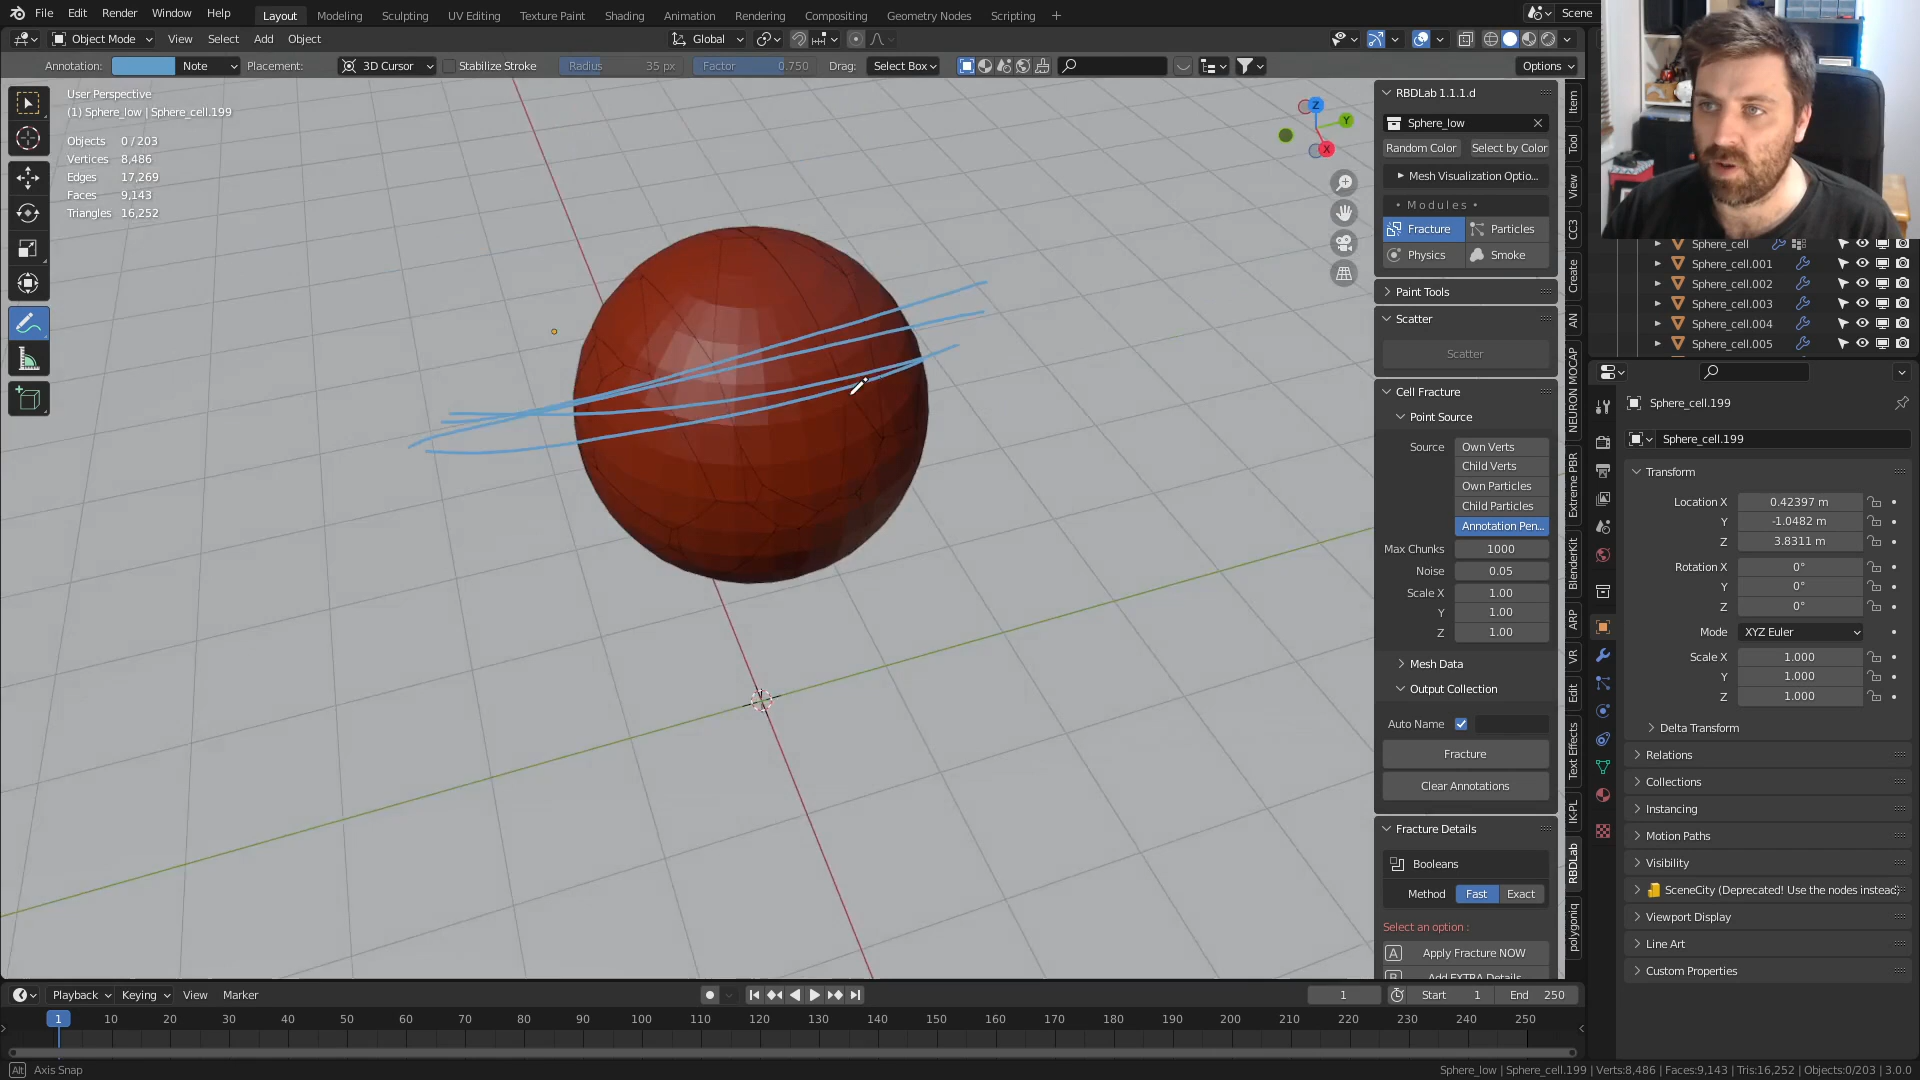 File Edit Render Window Help Layout Modeling Sculpting UV Editing Texture Paint Shading Animation Rendering Compositing Geometry Nodes Scripting + Scene
Object Mode View Select Add Object Global
Annotation: Note Placement: 3D Cursor Stabilize Stroke Radius 35 px Factor 0.750 Drag: Select Box Options
User Perspective
(1) Sphere_low | Sphere_cell.199
Objects 0 / 203
Vertices 8,486
Edges 17,269
Faces 9,143
Triangles 16,252
Z
Y
X
RBDLab 1.1.1.d
Sphere_low
Random Color Select by Color
Mesh Visualization Optio...
• Modules •
Fracture Particles
Physics Smoke
Paint Tools
Scatter
Scatter
Cell Fracture
Point Source
Source Own Verts
Child Verts
Own Particles
Child Particles
Annotation Pen...
Max Chunks 1000
Noise 0.05
Scale X 1.00
Y 1.00
Z 1.00
Mesh Data
Output Collection
Auto Name
Fracture
Clear Annotations
Fracture Details
Booleans
Method Fast Exact
Select an option :
A Apply Fracture NOW
B Add EXTRA Details
Item
Tool
View
CC3
Create
AN
NEURON MOCAP
Extreme PBR
BlenderKit
ARP
VR
Edit
Text Effects
IK-PL
RBDLab
polygoniq
Sphere_cell
Sphere_cell.001
Sphere_cell.002
Sphere_cell.003
Sphere_cell.004
Sphere_cell.005
Sphere_cell.199
Sphere_cell.199
Transform
Location X 0.42397 m
Y -1.0482 m
Z 3.8311 m
Rotation X 0°
Y 0°
Z 0°
Mode XYZ Euler
Scale X 1.000
Y 1.000
Z 1.000
Delta Transform
Relations
Collections
Instancing
Motion Paths
Visibility
SceneCity (Deprecated! Use the nodes instead)
Viewport Display
Line Art
Custom Properties
Playback Keying View Marker 1 Start 1 End 250
1 10 20 30 40 50 60 70 80 90 100 110 120 130 140 150 160 170 180 190 200 210 220 230 240 250
Alt Axis Snap
Sphere_low | Sphere_cell.199 | Verts:8,486 | Faces:9,143 | Tris:16,252 | Objects:0/203 | 3.0.0